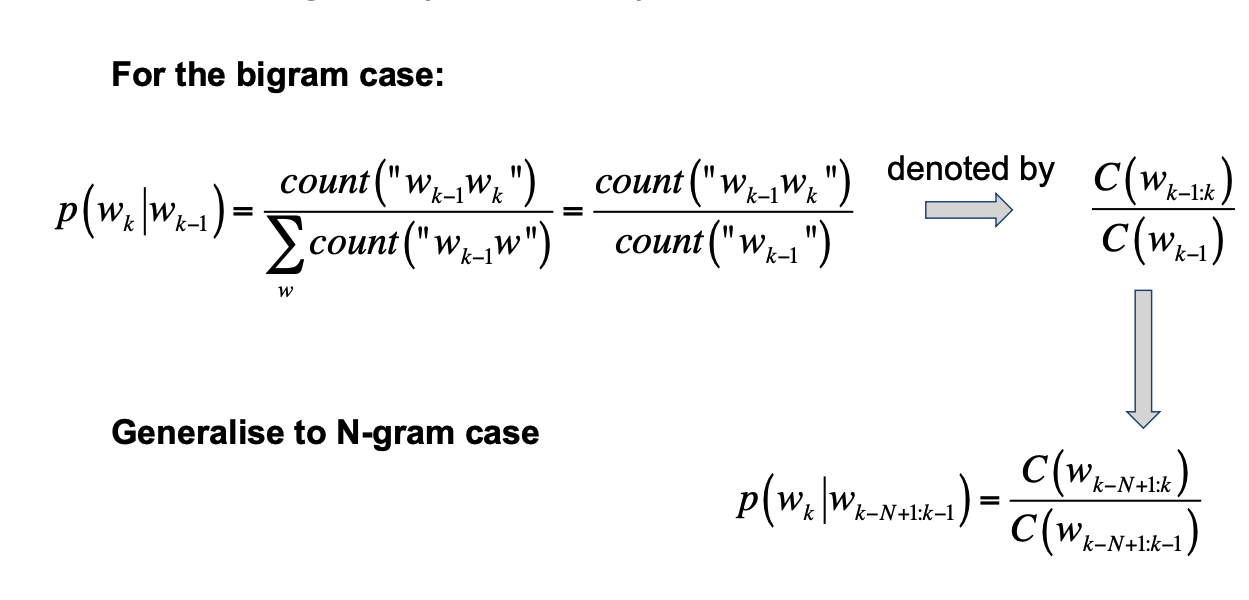 For the bigram case:
p(w_k|w_{k-1}) = count("w_{k-1}w_k") / ∑_w count("w_{k-1}w") = count("w_{k-1}w_k") / count("w_{k-1}") denoted by C(w_{k-1:k}) / C(w_{k-1})
Generalise to N-gram case
p(w_k|w_{k-N+1:k-1}) = C(w_{k-N+1:k}) / C(w_{k-N+1:k-1})